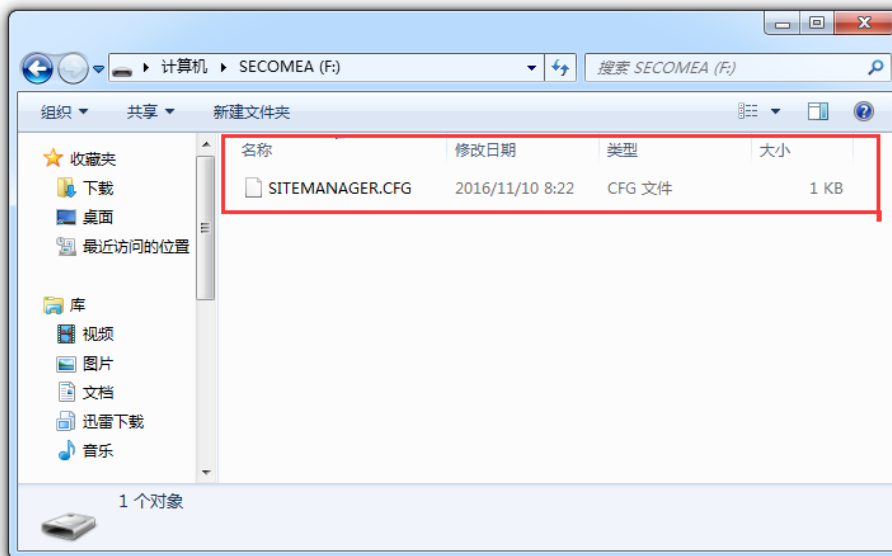 计算机 SECOMEA (F:) 搜索 SECOMEA (F:)
组织 共享 新建文件夹
收藏夹
下载
桌面
最近访问的位置
库
视频
图片
文档
迅雷下载
音乐
名称 修改日期 类型 大小
SITEMANAGER.CFG 2016/11/10 8:22 CFG 文件 1 KB
1 个对象